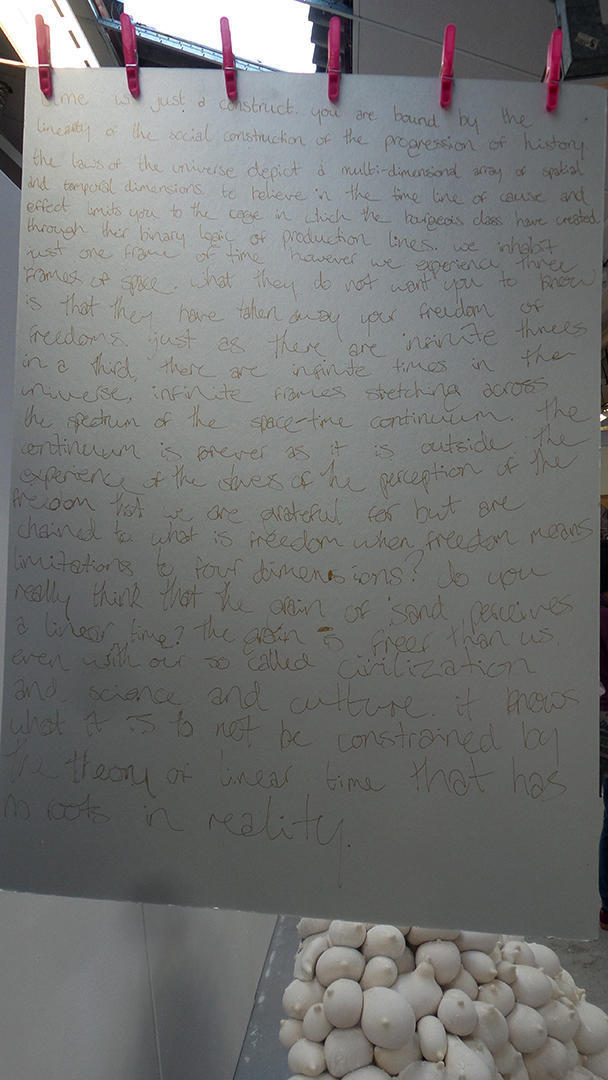 time is just a construct. you are bound by the
linearity of the social construction of the progression of history
the laws of the universe depict a multi-dimensional array of spatial
and temporal dimensions. to believe in the time line of cause and
effect limits you to the cage in which the bourgeois class have created
through their binary logic of production lines. we inhabit
just one frame of time however we experience three
frames of space. what they do not want you to know
is that they have taken away your freedom of
freedoms. just as there are infinite threes
in a third, there are infinite times in the
universe, infinite frames stretching across
the spectrum of the space-time continuum. the
continuum is forever as it is outside the
experience of the slaves of the perception of the
freedom that we are grateful for but are
chained to. what is freedom when freedom means
limitations to four dimensions? do you
really think that the grain of sand perceives
a linear time? the grain is freer than us.
even with our so called civilization
and science and culture. it knows
what it is to not be constrained by
the theory of linear time that has
no roots in reality.